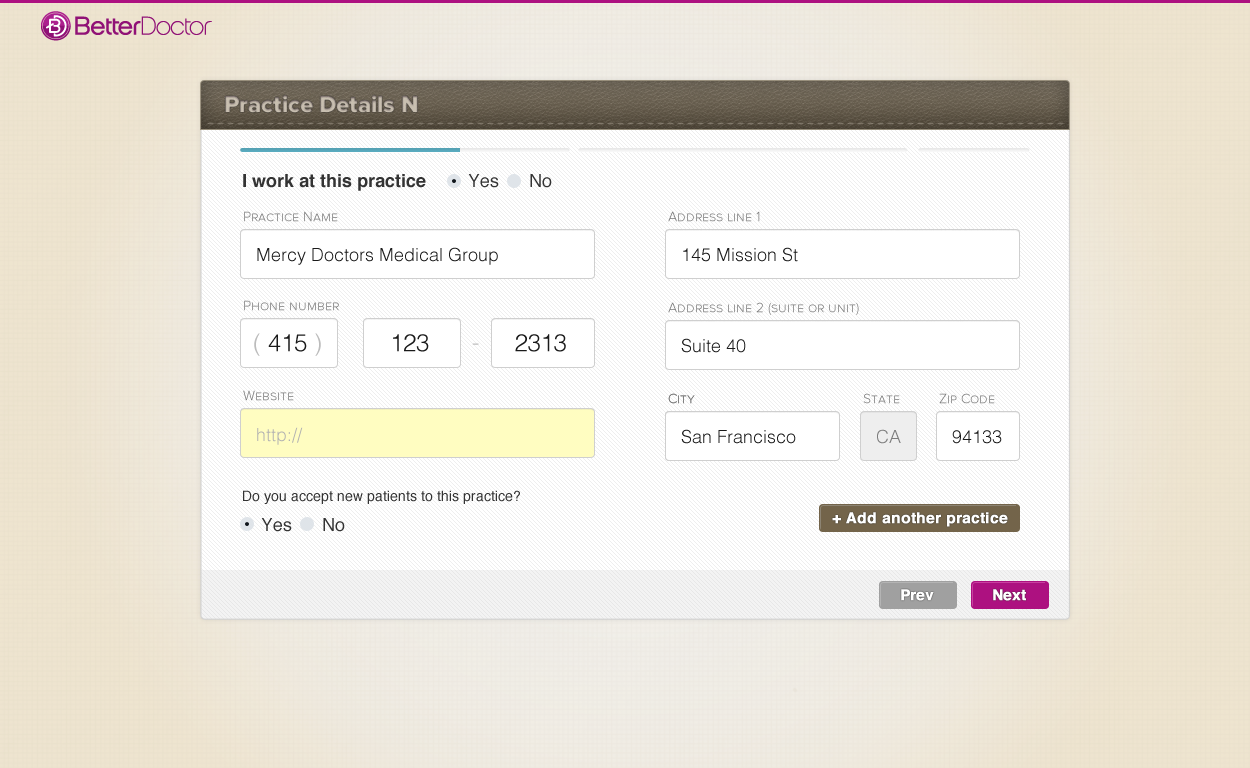 BetterDoctor
Practice Details N
I work at this practice Yes No
Practice Name
Mercy Doctors Medical Group
Phone number
( 415 ) 123 - 2313
Website
http://
Do you accept new patients to this practice?
Yes No
Address line 1
145 Mission St
Address line 2 (suite or unit)
Suite 40
City State Zip Code
San Francisco CA 94133
+ Add another practice
Prev Next